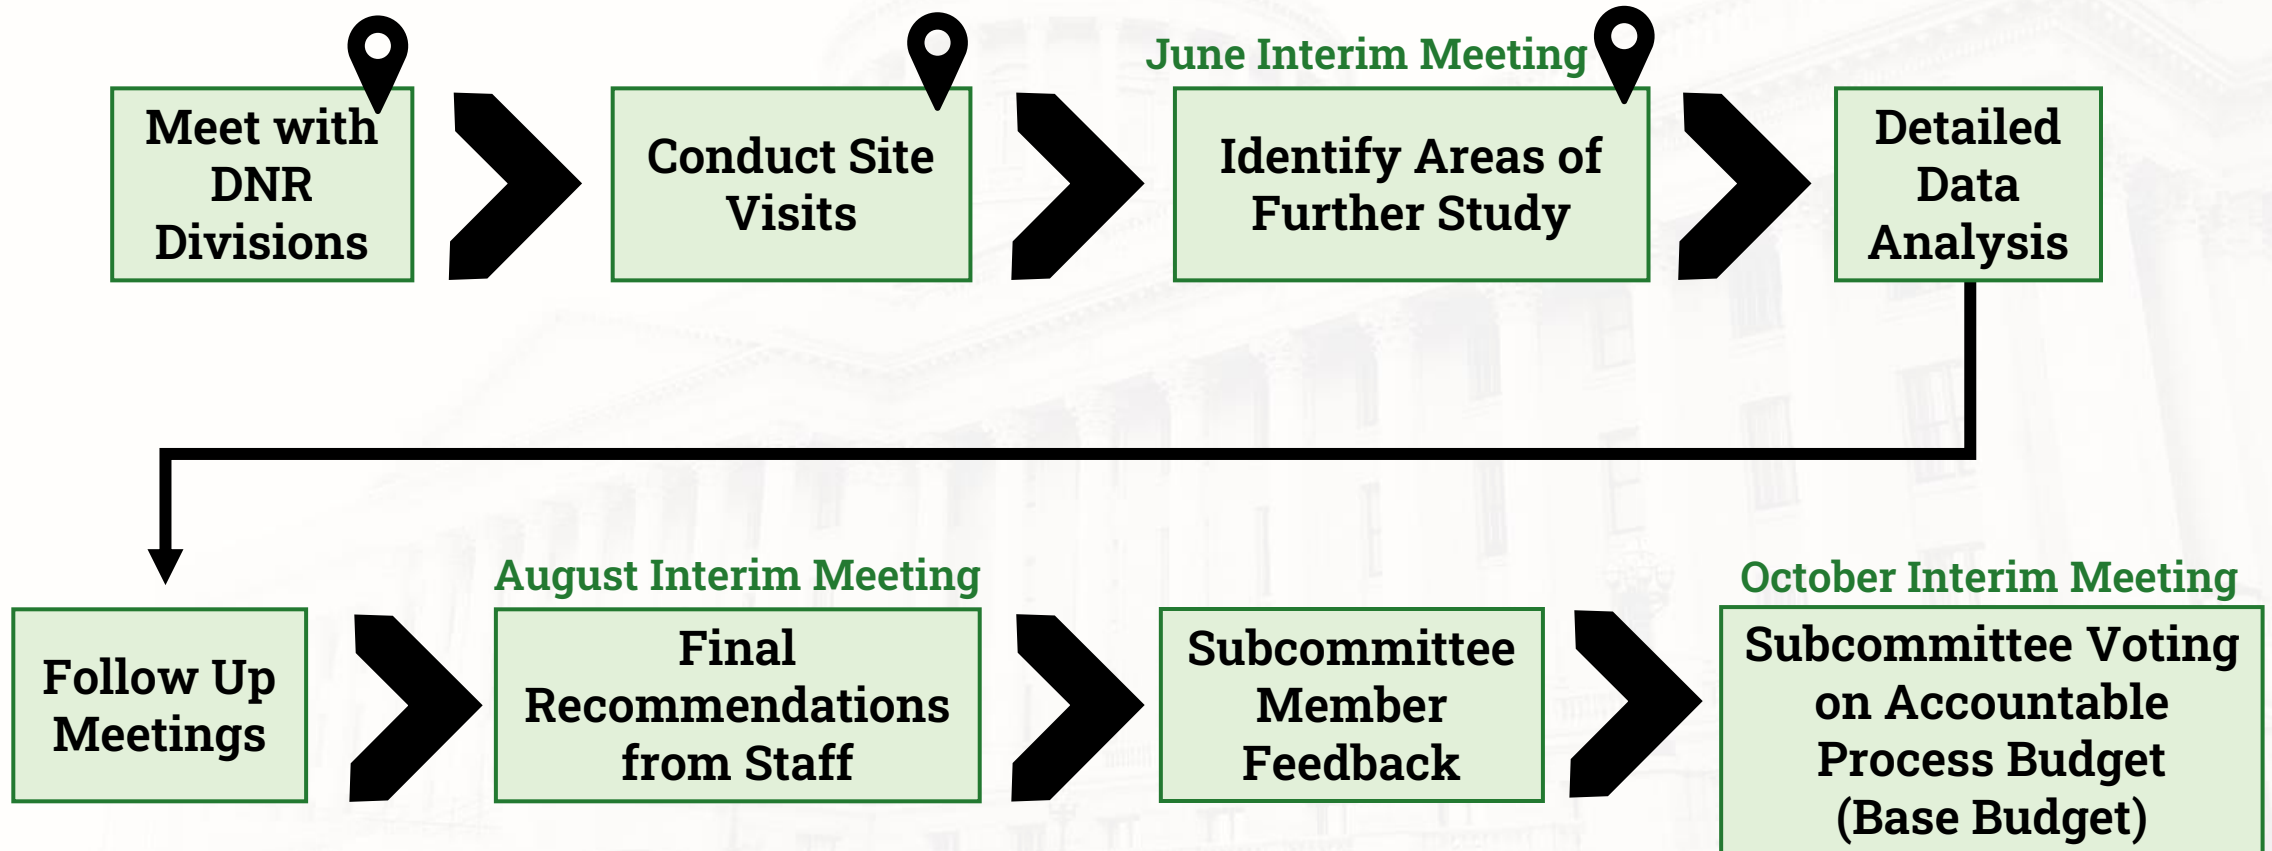 Meet with
DNR
Divisions
Conduct Site
Visits
June Interim Meeting
Identify Areas of
Further Study
Detailed
Data
Analysis
Follow Up
Meetings
August Interim Meeting
Final
Recommendations
from Staff
Subcommittee
Member
Feedback
October Interim Meeting
Subcommittee Voting
on Accountable
Process Budget
(Base Budget)